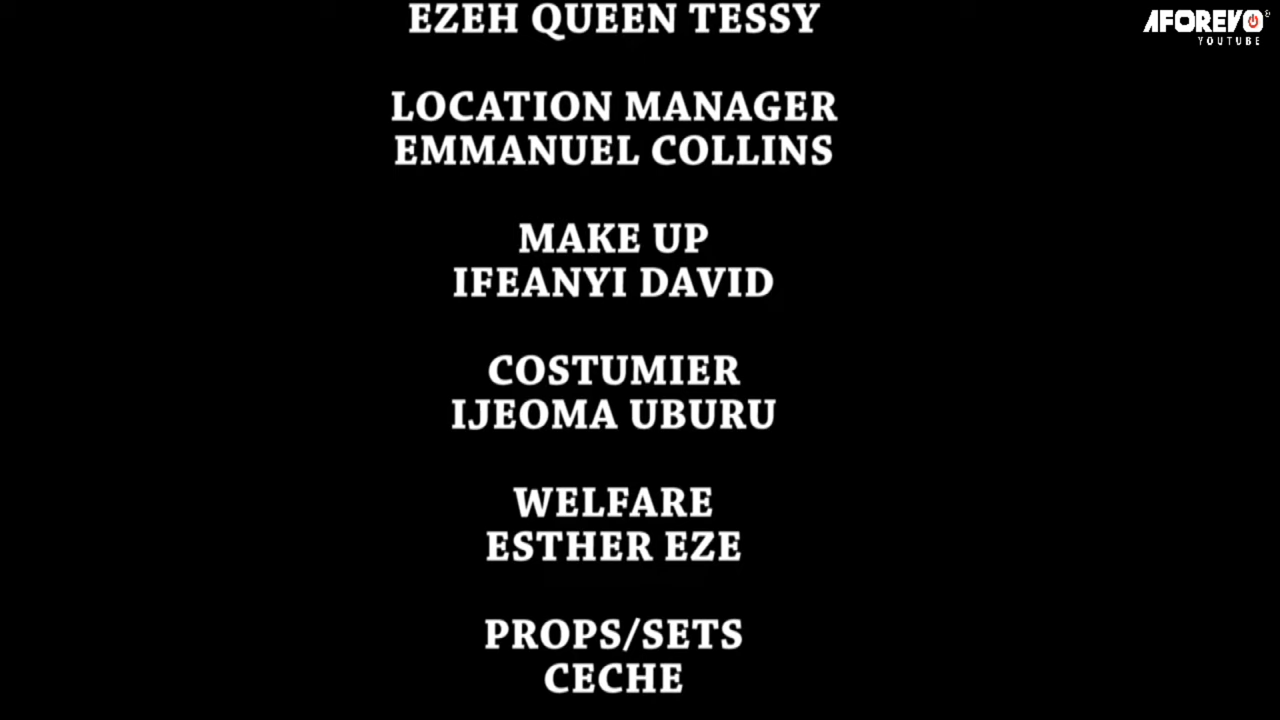 EZEH QUEEN TESSY
AFOREVO
YOUTUBE
LOCATION MANAGER
EMMANUEL COLLINS
MAKE UP
IFEANYI DAVID
COSTUMIER
IJEOMA UBURU
WELFARE
ESTHER EZE
PROPS/SETS
CECHE